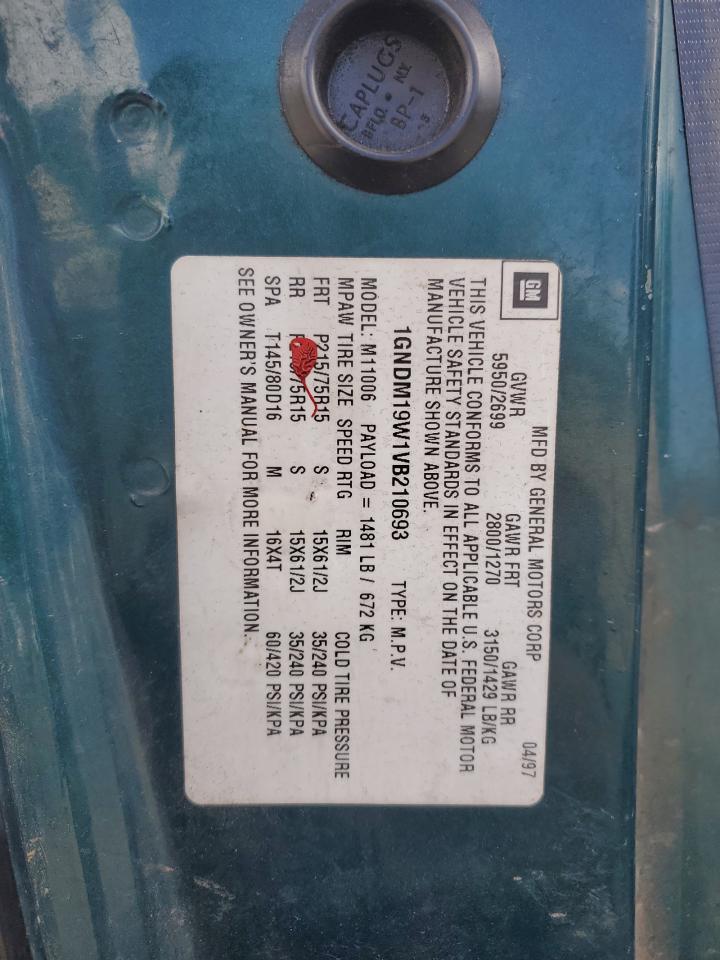 CAPLUGS
BFLO. • NX
BP-1
GM
MFD BY GENERAL MOTORS CORP 04/97
GVWR GAWR FRT GAWR RR
5950/2699 2800/1270 3150/1429 LB/KG
THIS VEHICLE CONFORMS TO ALL APPLICABLE U.S. FEDERAL MOTOR
VEHICLE SAFETY STANDARDS IN EFFECT ON THE DATE OF
MANUFACTURE SHOWN ABOVE.
1GNDM19W1VB210693 TYPE: M.P.V.
MODEL: M11006 PAYLOAD = 1481 LB / 672 KG
MPAW TIRE SIZE SPEED RTG RIM COLD TIRE PRESSURE
FRT P215/75R15 S 15X61/2J 35/240 PSI/KPA
RR S 15X61/2J 35/240 PSI/KPA
SPA T145/80D16 M 16X4T 60/420 PSI/KPA
SEE OWNER'S MANUAL FOR MORE INFORMATION.